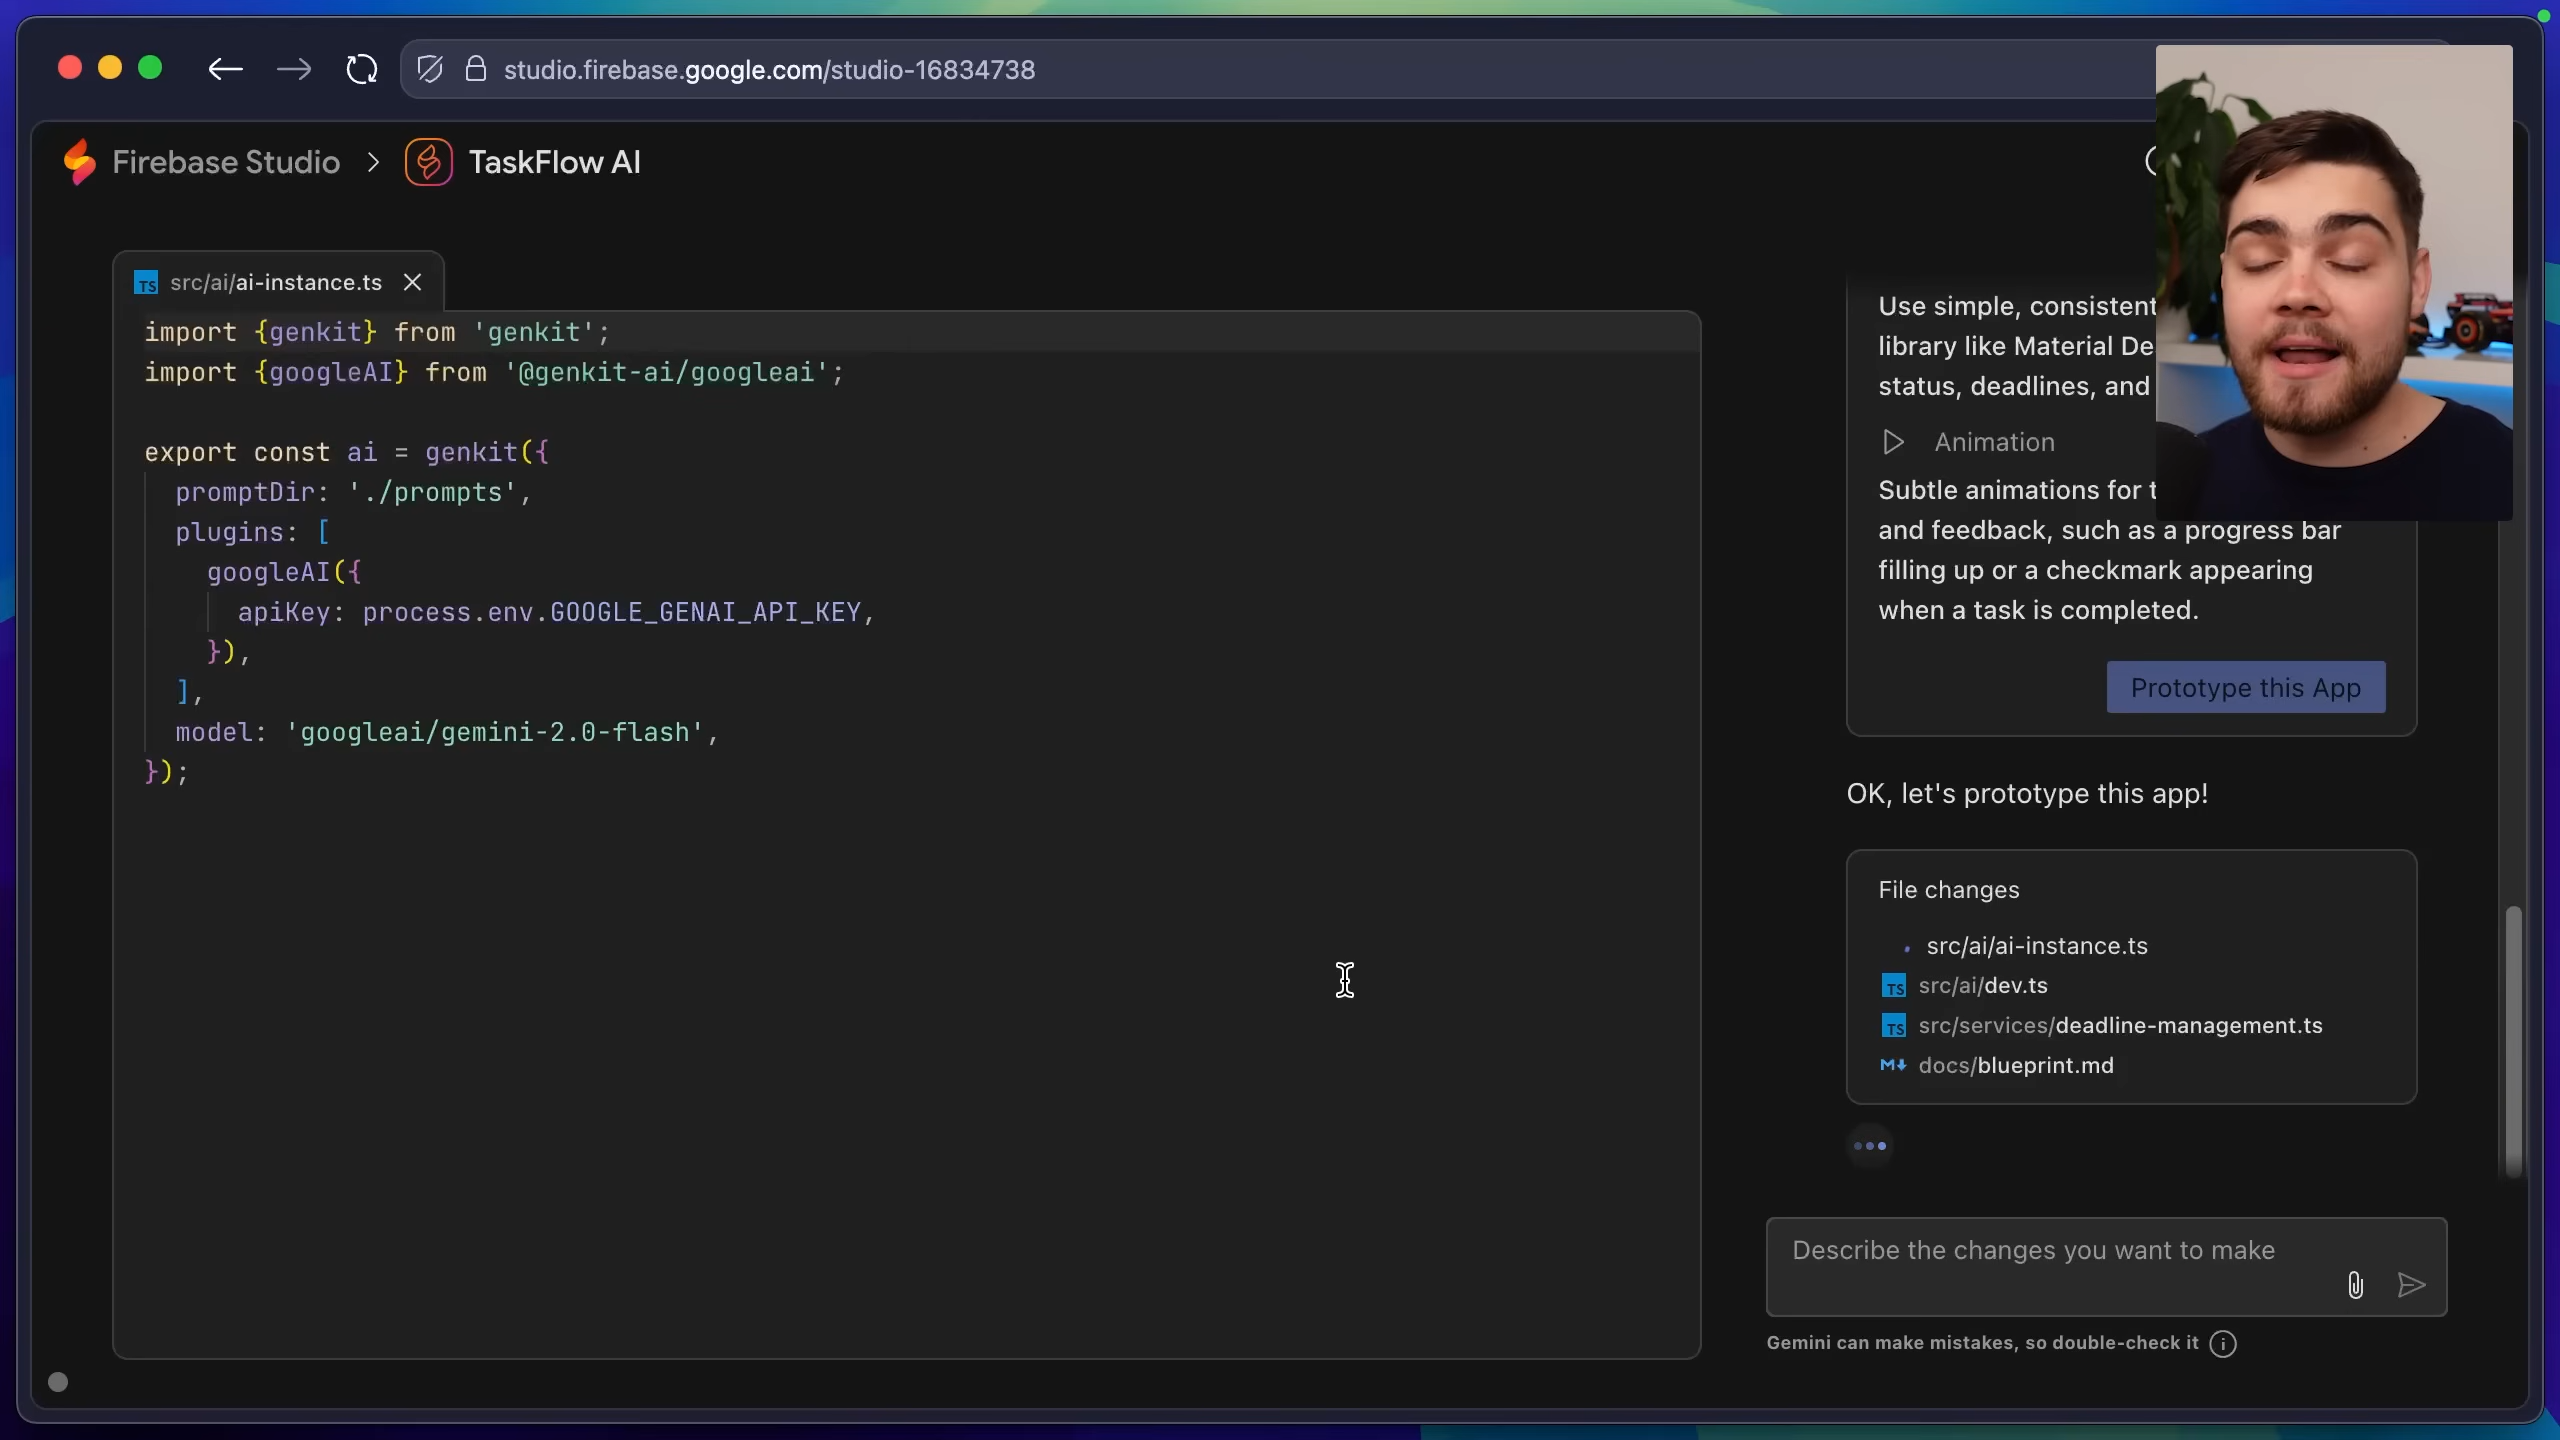 studio.firebase.google.com/studio-16834738
Firebase Studio > TaskFlow AI
TS src/ai/ai-instance.ts
import {genkit} from 'genkit';
import {googleAI} from '@genkit-ai/googleai';
export const ai = genkit({
promptDir: './prompts',
plugins: [
googleAI({
apiKey: process.env.GOOGLE_GENAI_API_KEY,
}),
],
model: 'googleai/gemini-2.0-flash',
});
Use simple, consistent
library like Material De
status, deadlines, and
Animation
Subtle animations for t
and feedback, such as a progress bar
filling up or a checkmark appearing
when a task is completed.
Prototype this App
OK, let's prototype this app!
File changes
src/ai/ai-instance.ts
TS src/ai/dev.ts
TS src/services/deadline-management.ts
M docs/blueprint.md
Describe the changes you want to make
Gemini can make mistakes, so double-check it